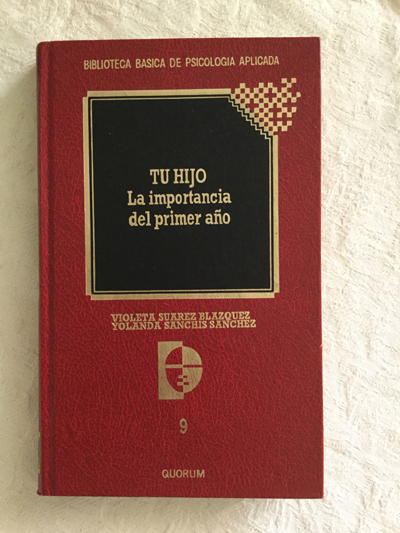 BIBLIOTECA BASICA DE PSICOLOGIA APLICADA
TU HIJO
La importancia
del primer año
VIOLETA SUAREZ BLAZQUEZ
YOLANDA SANCHIS SANCHEZ
9
QUORUM